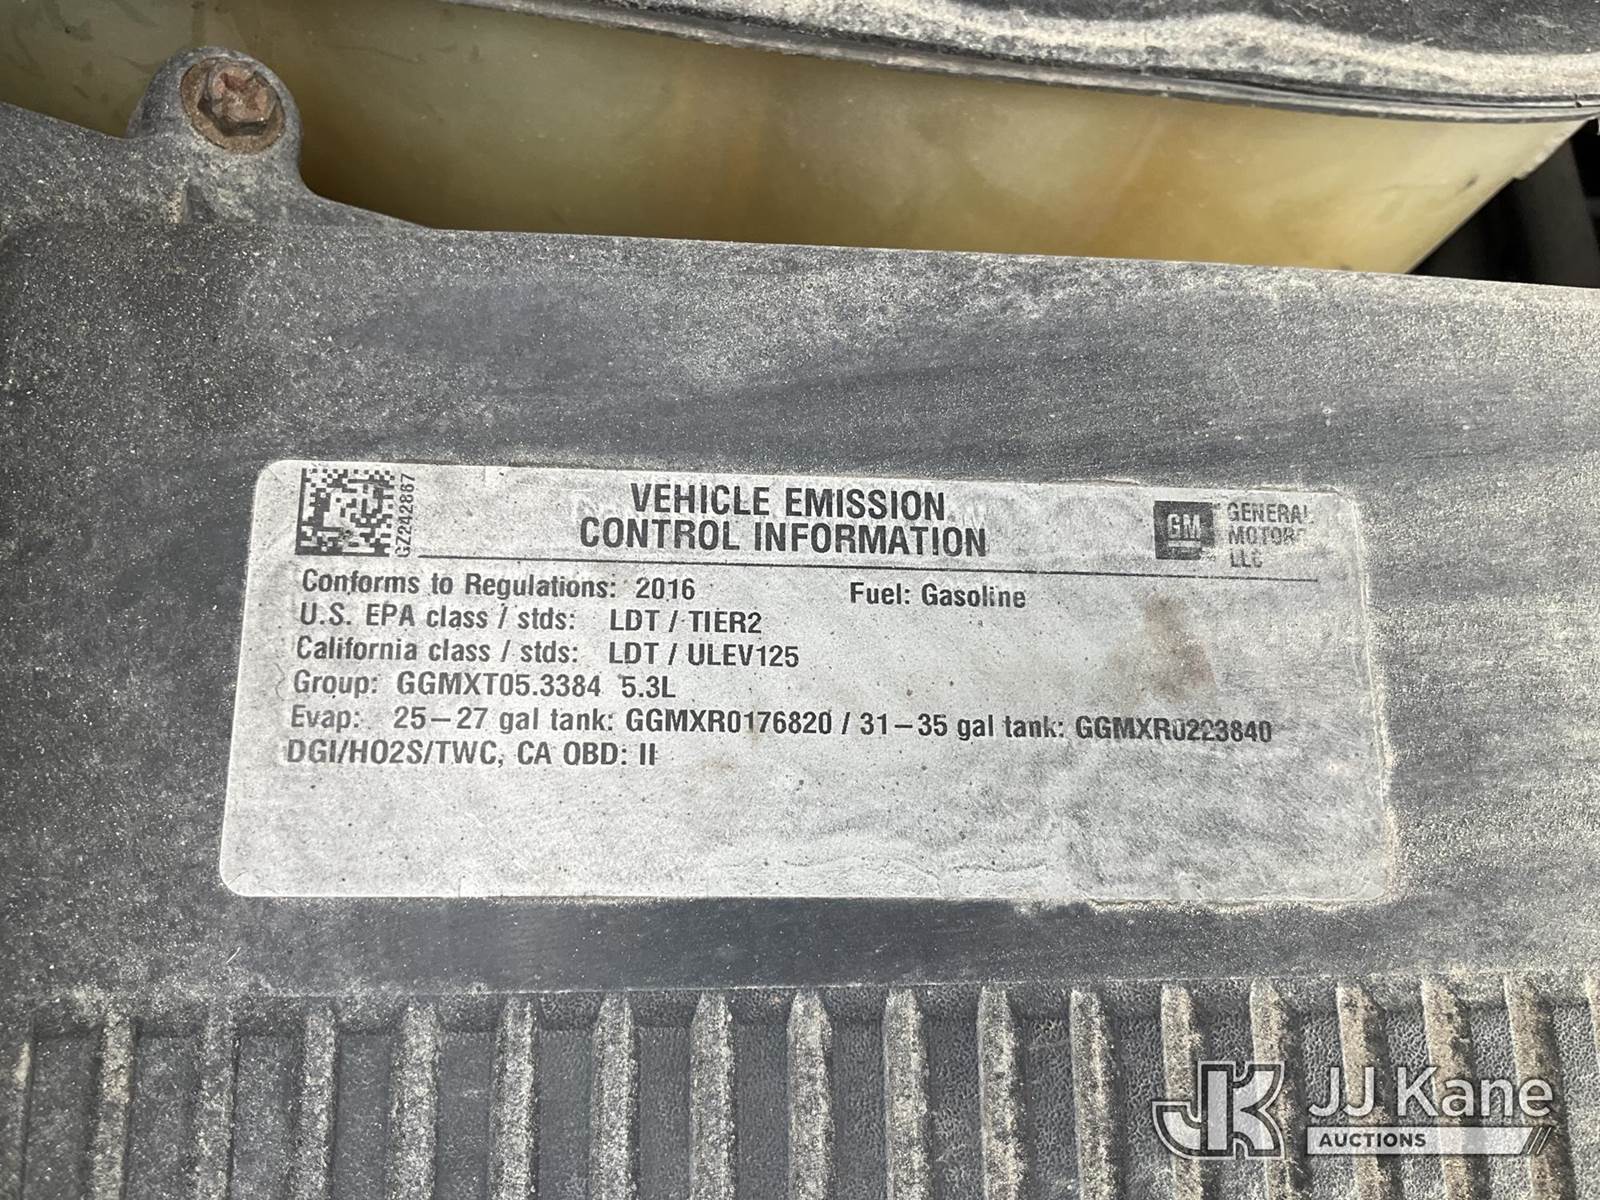 GZ242867
VEHICLE EMISSION
CONTROL INFORMATION
GM
GENERAL
MOTORS
LLC
Conforms to Regulations: 2016 Fuel: Gasoline
U.S. EPA class / stds: LDT / TIER2
California class / stds: LDT / ULEV125
Group: GGMXT05.3384 5.3L
Evap: 25-27 gal tank: GGMXR0176820 / 31-35 gal tank: GGMXR0223840
DGI/HO2S/TWC, CA OBD: II
JK JJ Kane
AUCTIONS